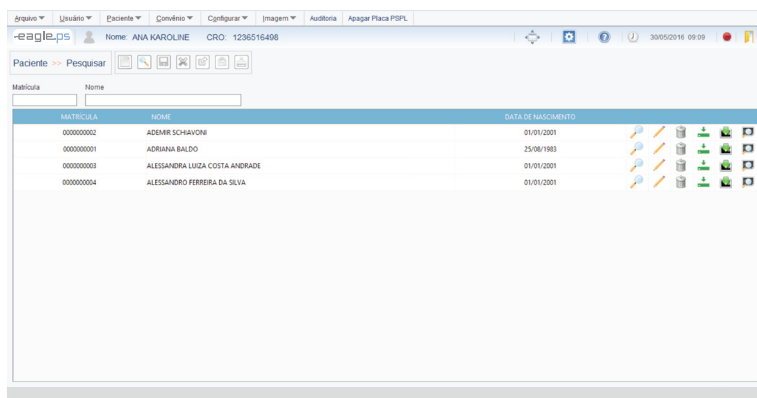 Arquivo Usuário Paciente Convênio Configurar Imagem Auditoria Apagar Placa PSPL
eagle.ps Nome: ANA KAROLINE CRO: 1236516498 30/05/2016 09:09
Paciente >> Pesquisar
Matrícula Nome
MATRÍCULA NOME DATA DE NASCIMENTO
0000000002 ADEMIR SCHIAVONI 01/01/2001
0000000001 ADRIANA BALDO 25/08/1983
0000000003 ALESSANDRA LUIZA COSTA ANDRADE 01/01/2001
0000000004 ALESSANDRO FERREIRA DA SILVA 01/01/2001